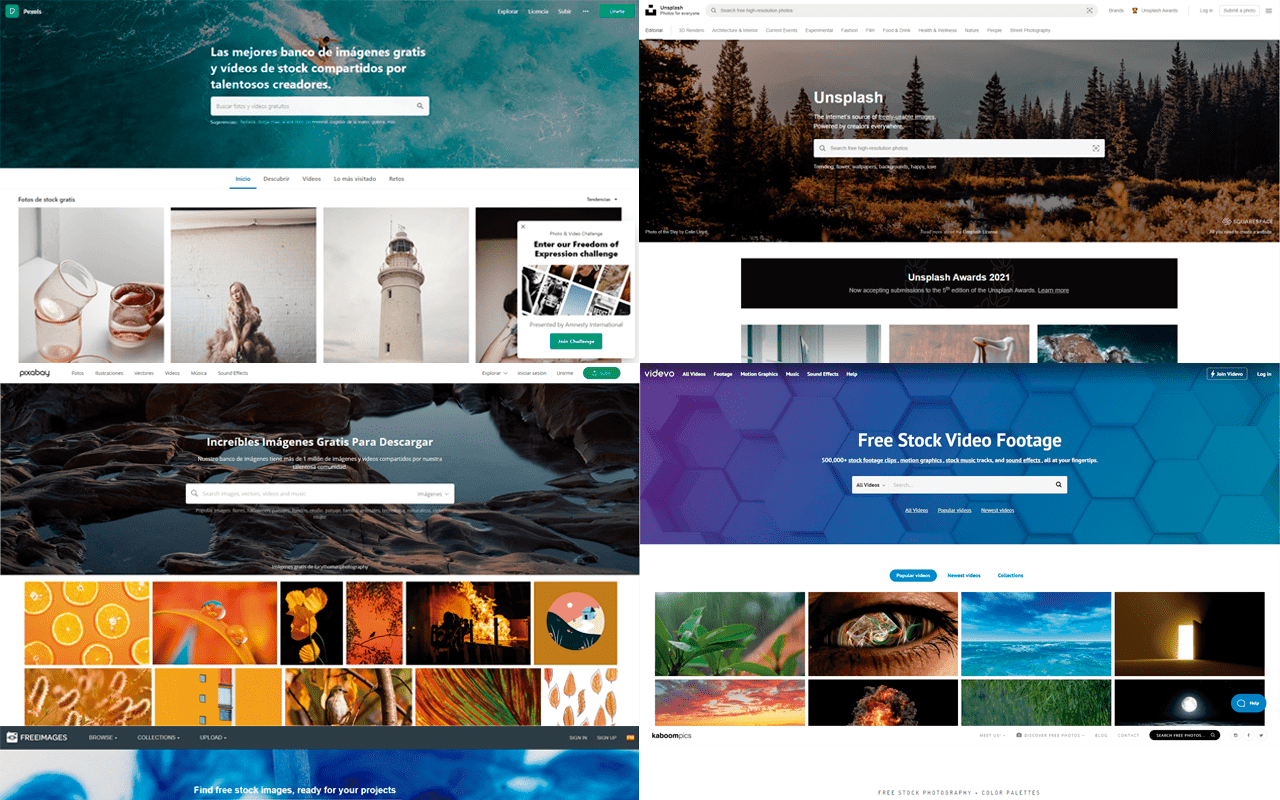 Pexels
Explorar Licencia Subir ···
Las mejores banco de imágenes gratis
y vídeos de stock compartidos por
talentosos creadores.
Buscar fotos y vídeos gratuitos
Sugerencias:
Inicio Descubrir Vídeos Lo más visitado Retos
Fotos de stock gratis
Tendencias
Photo & Video Challenge
Enter our Freedom of
Expression challenge
Presented by Amnesty International
Join Challenge
Unsplash
Photos for everyone
Search free high-resolution photos
Brands Unsplash Awards Log in Submit a photo
Editorial 3D Renders Architecture & Interior Current Events Experimental Fashion Film Food & Drink Health & Wellness Nature People Street Photography
Unsplash
The internet's source of freely-usable images.
Powered by creators everywhere.
Search free high-resolution photos
Trending: flower, wallpapers, backgrounds, happy, love
Photo of the Day by Colin Lloyd
Read more about the Unsplash License
SQUARESPACE
All you need to create a website
Unsplash Awards 2021
Now accepting submissions to the 5th edition of the Unsplash Awards. Learn more
pixabay
Fotos Ilustraciones Vectores Vídeos Música Sound Effects
Explorar Iniciar sesión Unirme
Increíbles Imágenes Gratis Para Descargar
Nuestro banco de imágenes tiene más de 1 millón de imágenes y vídeos compartidos por nuestra
talentosa comunidad.
Search images, vectors, videos and music
Imágenes
videvo
All Videos Footage Motion Graphics Music Sound Effects Help
Join Videvo Log in
Free Stock Video Footage
500,000+ stock footage clips, motion graphics, stock music tracks, and sound effects, all at your fingertips.
All Videos Search...
All Videos Popular videos Newest videos
Popular videos Newest videos Collections
Help
FREEIMAGES
BROWSE COLLECTIONS UPLOAD
SIGN IN SIGN UP
Find free stock images, ready for your projects
kaboompics
MEET US! DISCOVER FREE PHOTOS BLOG CONTACT
SEARCH FREE PHOTOS...
FREE STOCK PHOTOGRAPHY + COLOR PALETTES